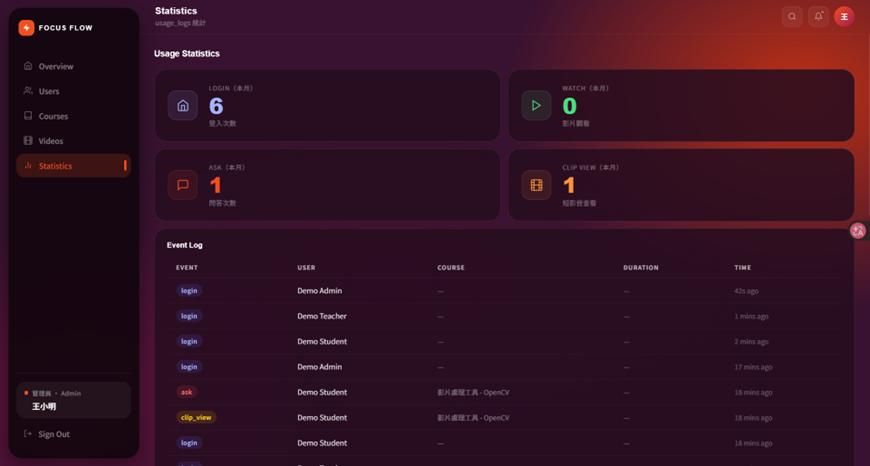 FOCUS FLOW
Overview
Users
Courses
Videos
Statistics
管理員 · Admin
王小明
Sign Out
Statistics
usage_logs 統計
王
Usage Statistics
LOGIN（本月）
6
登入次數
WATCH（本月）
0
影片觀看
ASK（本月）
1
問答次數
CLIP VIEW（本月）
1
短影音查看
Event Log
EVENT USER COURSE DURATION TIME
login Demo Admin — — 42s ago
login Demo Teacher — — 1 mins ago
login Demo Student — — 2 mins ago
login Demo Admin — — 17 mins ago
ask Demo Student 影片處理工具 - OpenCV — 18 mins ago
clip_view Demo Student 影片處理工具 - OpenCV — 18 mins ago
login Demo Student — — 18 mins ago